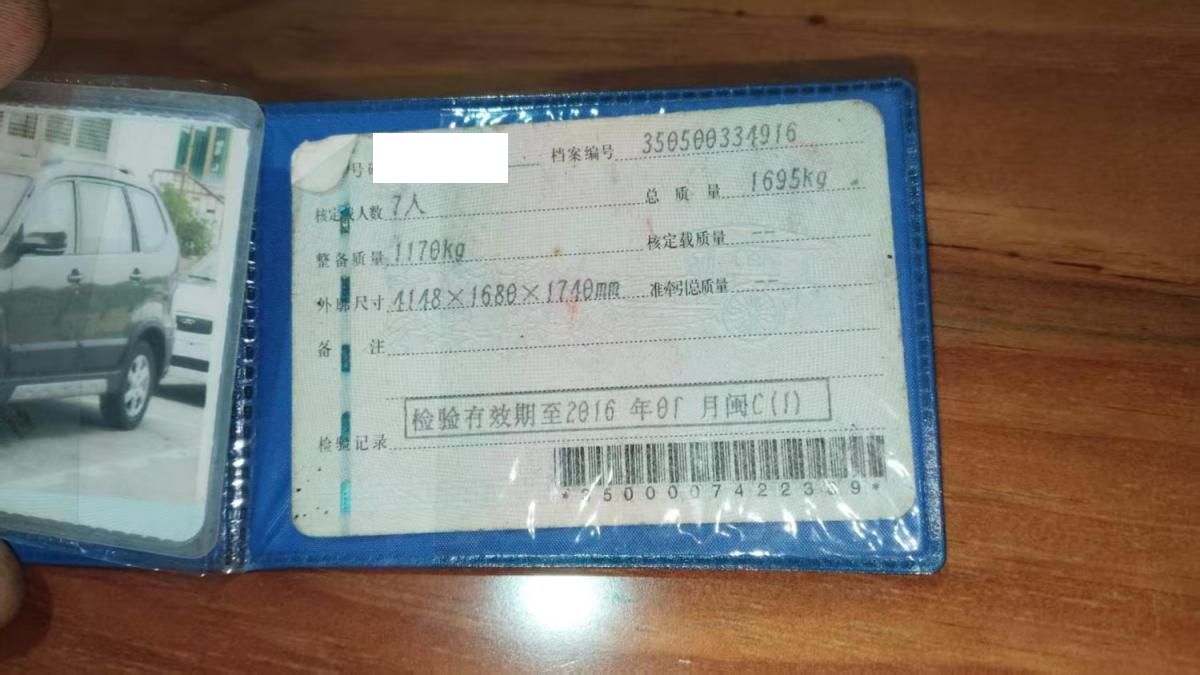 号码 档案编号 350500334916
核定载人数 7人 总质量 1695kg
整备质量 1170kg 核定载质量 --
外廓尺寸 4148×1680×1740mm 准牵引总质量 --
备注
检验有效期至2016年01月闽C(1)
检验记录
*3500007422339*